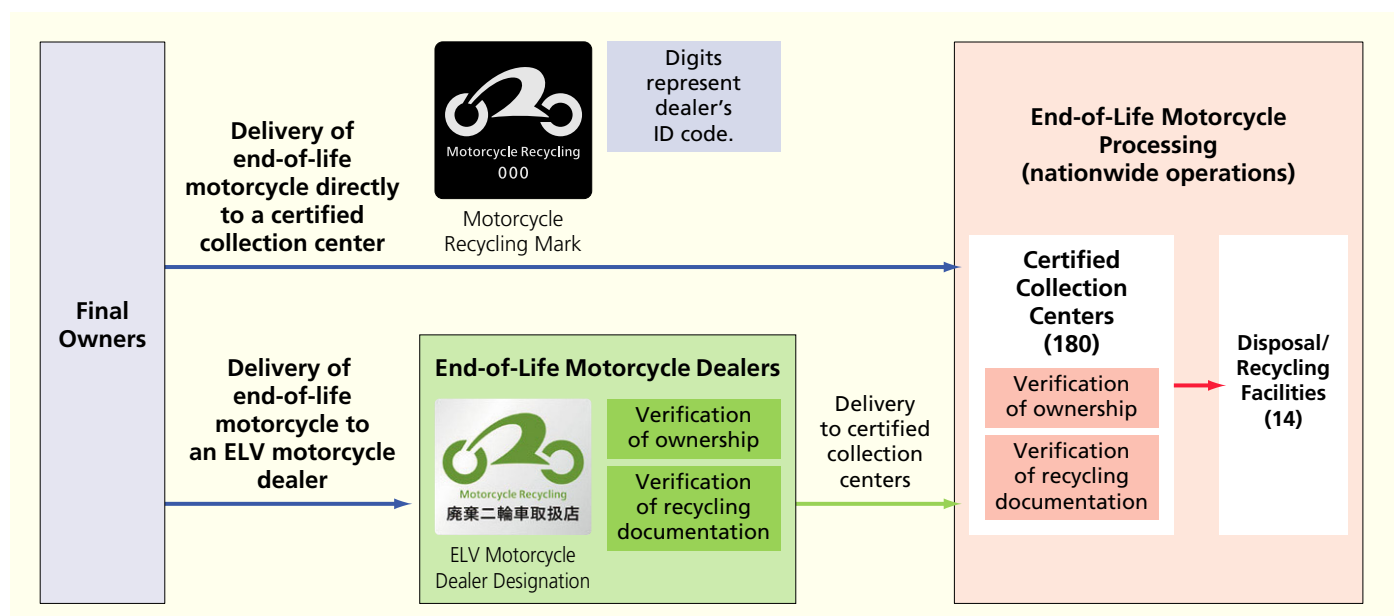 Final
Owners
Delivery of
end-of-life
motorcycle directly
to a certified
collection center
Motorcycle Recycling
000
Motorcycle
Recycling Mark
Digits
represent
dealer's
ID code.
Delivery of
end-of-life
motorcycle to
an ELV motorcycle
dealer
End-of-Life Motorcycle Dealers
Motorcycle Recycling
廃棄二輪車取扱店
ELV Motorcycle
Dealer Designation
Verification
of ownership
Verification
of recycling
documentation
Delivery
to certified
collection
centers
End-of-Life Motorcycle
Processing
(nationwide operations)
Certified
Collection
Centers
(180)
Verification
of ownership
Verification
of recycling
documentation
Disposal/
Recycling
Facilities
(14)